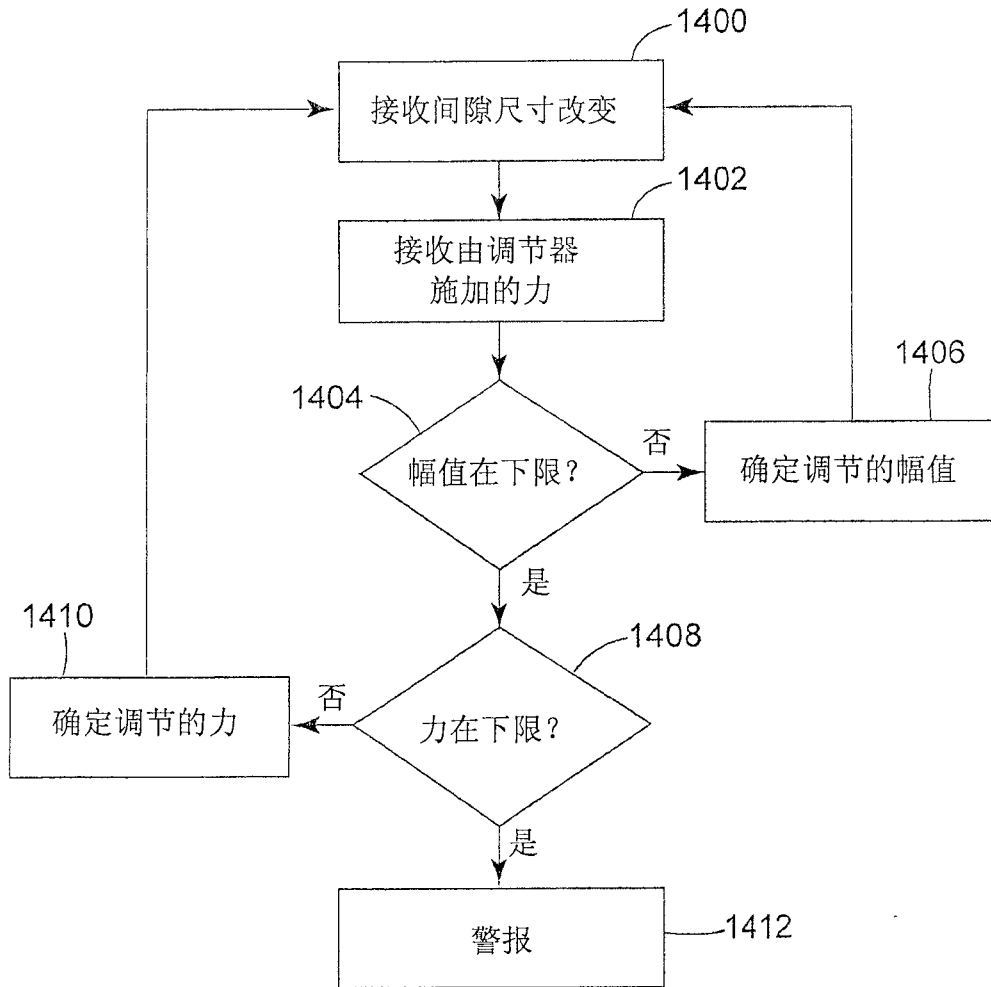 1400
接收间隙尺寸改变
1402
接收由调节器
施加的力
1404
幅值在下限?
否
1406
确定调节的幅值
是
1408
力在下限?
否
1410
确定调节的力
是
警报
1412